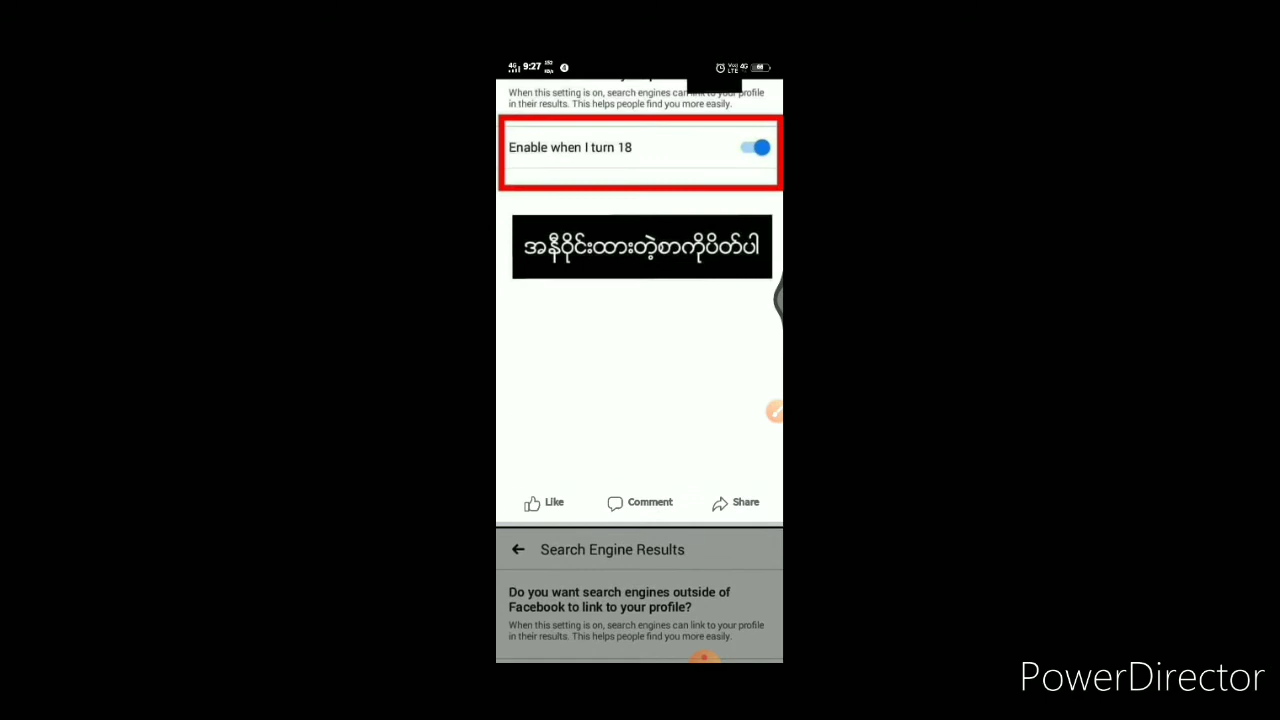 9:27
When this setting is on, search engines can link to your profile
in their results. This helps people find you more easily.
Enable when I turn 18
အနီဝိုင်းထားတဲ့စာကိုပိတ်ပါ
Like Comment Share
Search Engine Results
Do you want search engines outside of
Facebook to link to your profile?
When this setting is on, search engines can link to your profile
in their results. This helps people find you more easily.
PowerDirector